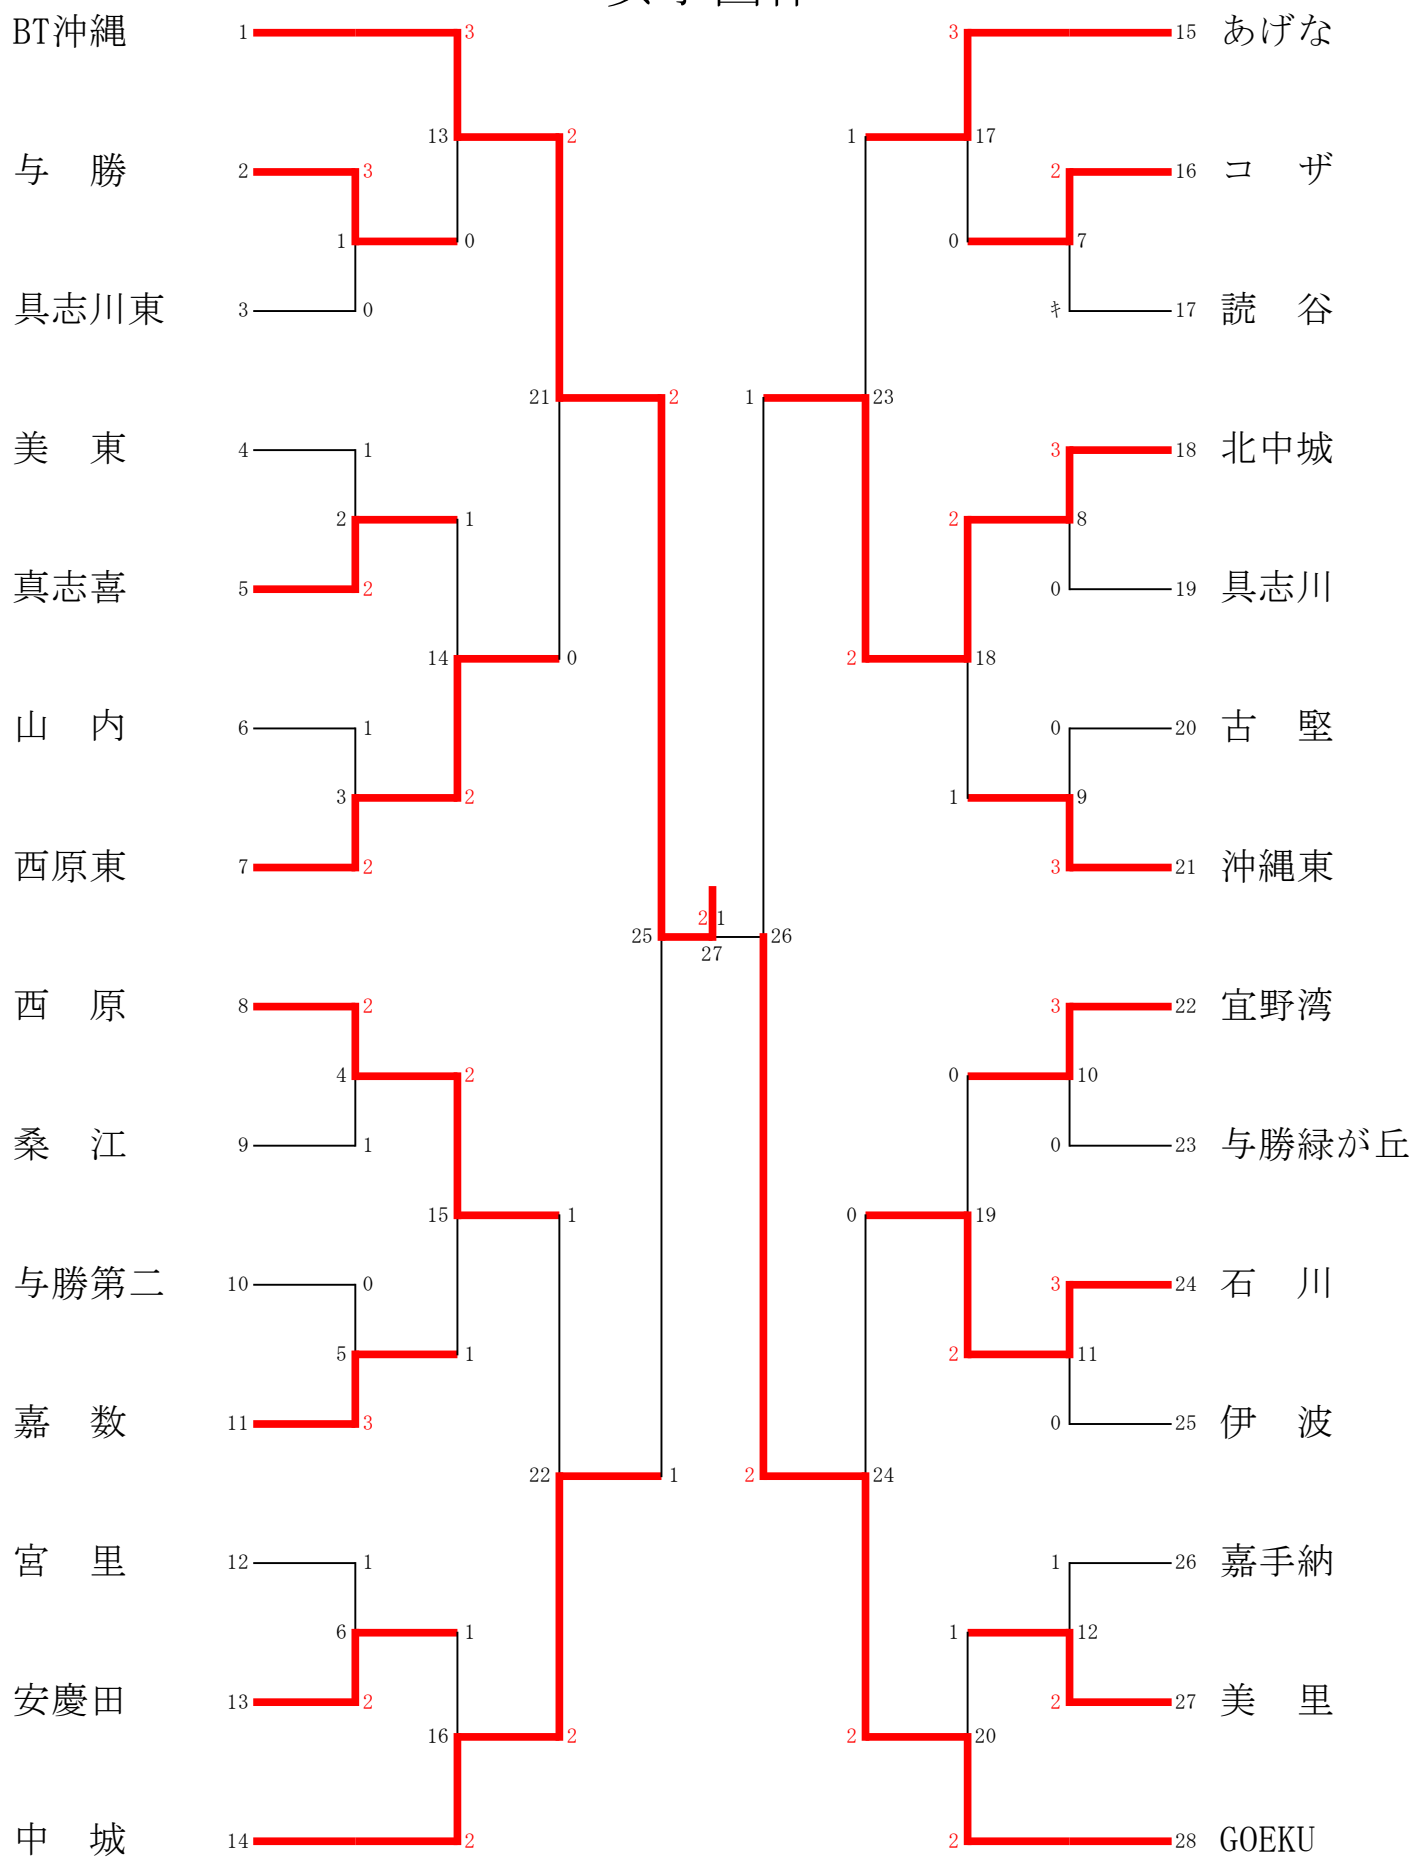 BT沖縄 1 3 3 15 あげな
13 2 1 17
与　勝 2 3 2 16 コ　ザ
1 0 0 7
具志川東 3 0 ｷ 17 読　谷
21 2 1 23
美　東 4 1 3 18 北中城
2 1 2 8
真志喜 5 2 0 19 具志川
14 0 2 18
山　内 6 1 0 20 古　堅
3 2 1 9
西原東 7 2 3 21 沖縄東
2 1
25 26
27
西　原 8 2 3 22 宜野湾
4 2 0 10
桑　江 9 1 0 23 与勝緑が丘
15 1 0 19
与勝第二 10 0 3 24 石　川
5 1 2 11
嘉　数 11 3 0 25 伊　波
22 1 2 24
宮　里 12 1 1 26 嘉手納
6 1 1 12
安慶田 13 2 2 27 美　里
16 2 2 20
中　城 14 2 2 28 GOEKU